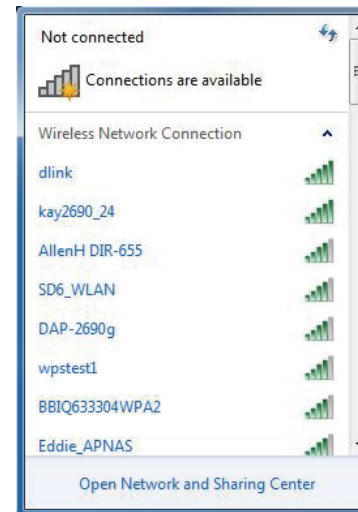 Not connected
Connections are available
Wireless Network Connection
dlink
kay2690_24
AllenH DIR-655
SD6_WLAN
DAP-2690g
wpstest1
BBIQ633304WPA2
Eddie_APNAS
Open Network and Sharing Center